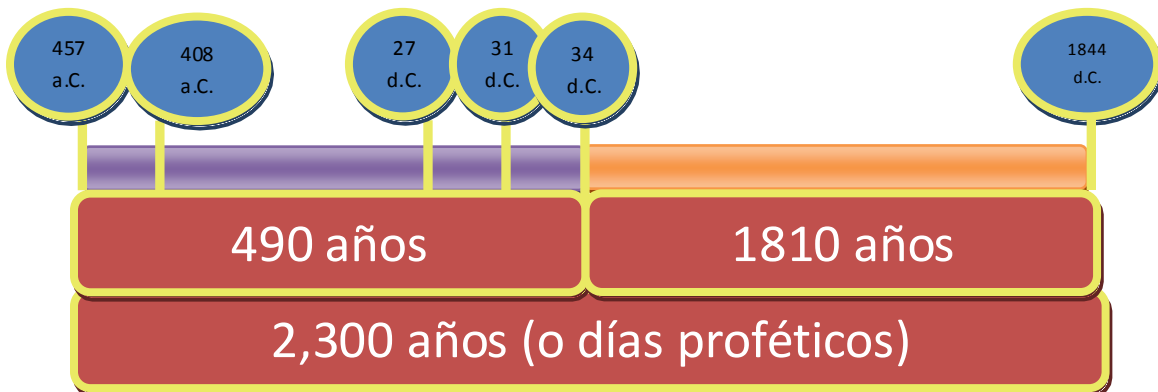 457
a.C.
408
a.C.
27
d.C.
31
d.C.
34
d.C.
1844
d.C.
490 años
1810 años
2,300 años (o días proféticos)